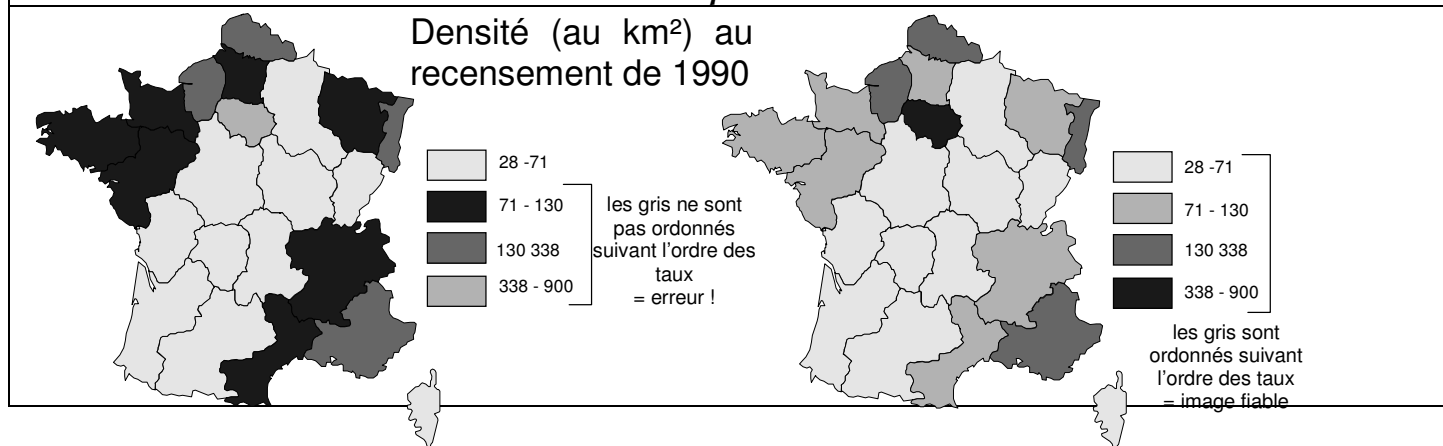 Densité (au km²) au
recensement de 1990
28 -71
71 - 130
130 338
338 - 900
les gris ne sont
pas ordonnés
suivant l'ordre des
taux
= erreur !
28 -71
71 - 130
130 338
338 - 900
les gris sont
ordonnés suivant
l'ordre des taux
= image fiable